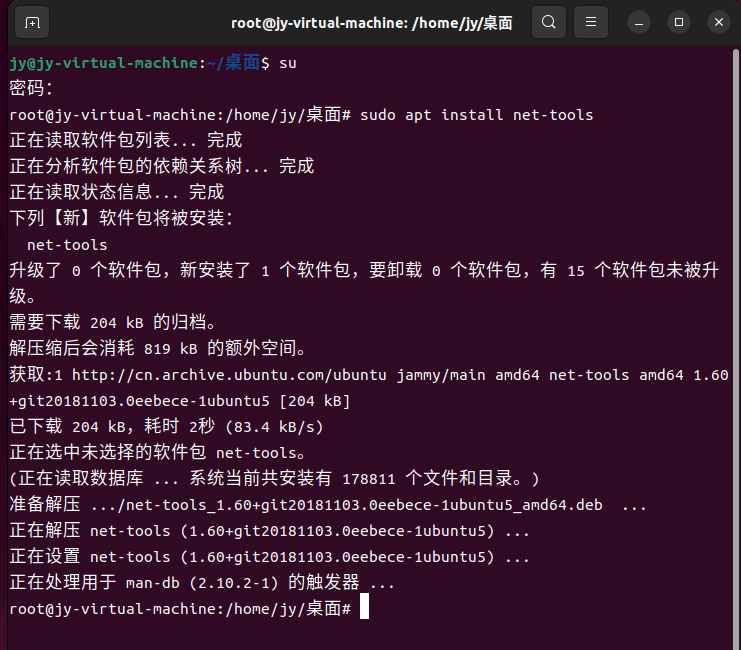 root@jy-virtual-machine: /home/jy/桌面
jy@jy-virtual-machine:~/桌面$ su
密码：
root@jy-virtual-machine:/home/jy/桌面# sudo apt install net-tools
正在读取软件包列表... 完成
正在分析软件包的依赖关系树... 完成
正在读取状态信息... 完成
下列【新】软件包将被安装：
  net-tools
升级了 0 个软件包，新安装了 1 个软件包，要卸载 0 个软件包，有 15 个软件包未被升
级。
需要下载 204 kB 的归档。
解压缩后会消耗 819 kB 的额外空间。
获取:1 http://cn.archive.ubuntu.com/ubuntu jammy/main amd64 net-tools amd64 1.60
+git20181103.0eebece-1ubuntu5 [204 kB]
已下载 204 kB，耗时 2秒 (83.4 kB/s)
正在选中未选择的软件包 net-tools。
(正在读取数据库 ... 系统当前共安装有 178811 个文件和目录。)
准备解压 .../net-tools_1.60+git20181103.0eebece-1ubuntu5_amd64.deb  ...
正在解压 net-tools (1.60+git20181103.0eebece-1ubuntu5) ...
正在设置 net-tools (1.60+git20181103.0eebece-1ubuntu5) ...
正在处理用于 man-db (2.10.2-1) 的触发器 ...
root@jy-virtual-machine:/home/jy/桌面#